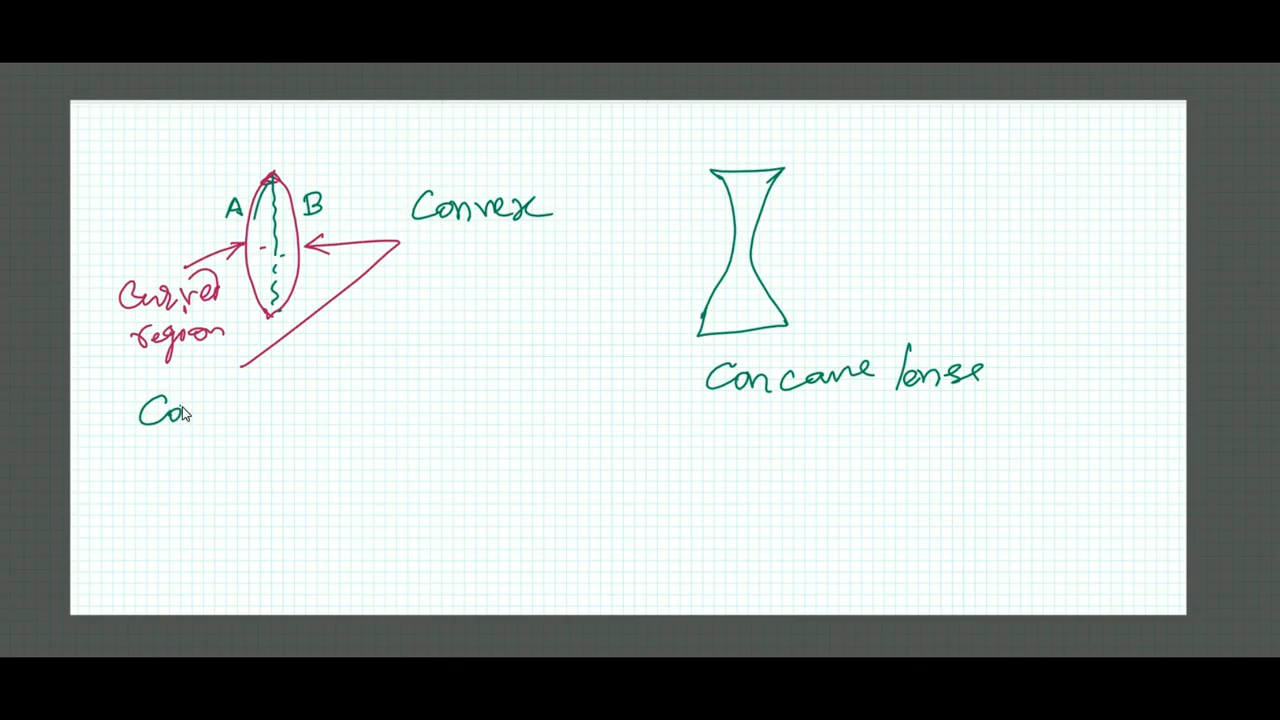 A B Convex
Curved
region
Concave lense
Co